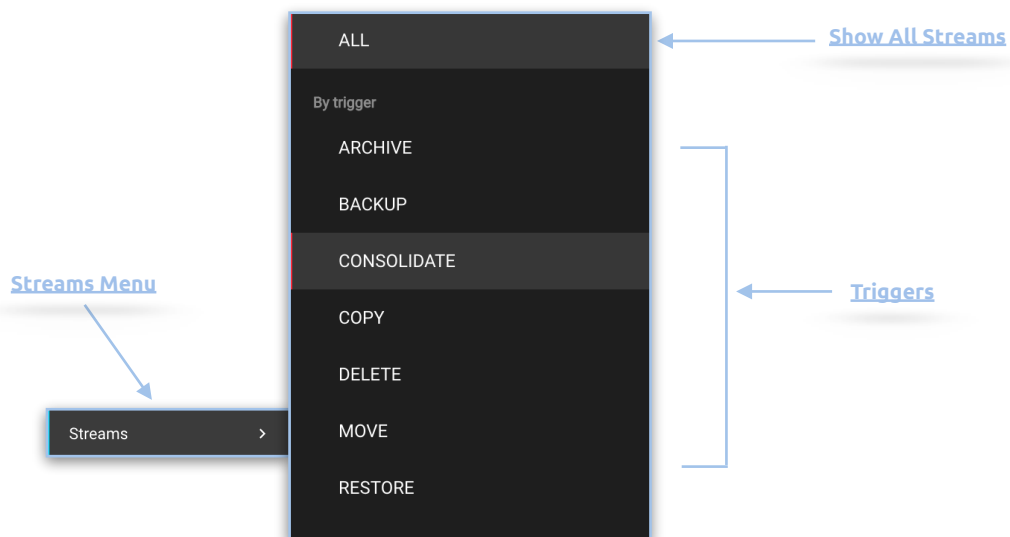 ALL
Show All Streams
By trigger
ARCHIVE
BACKUP
CONSOLIDATE
Streams Menu
Triggers
COPY
DELETE
MOVE
Streams
RESTORE